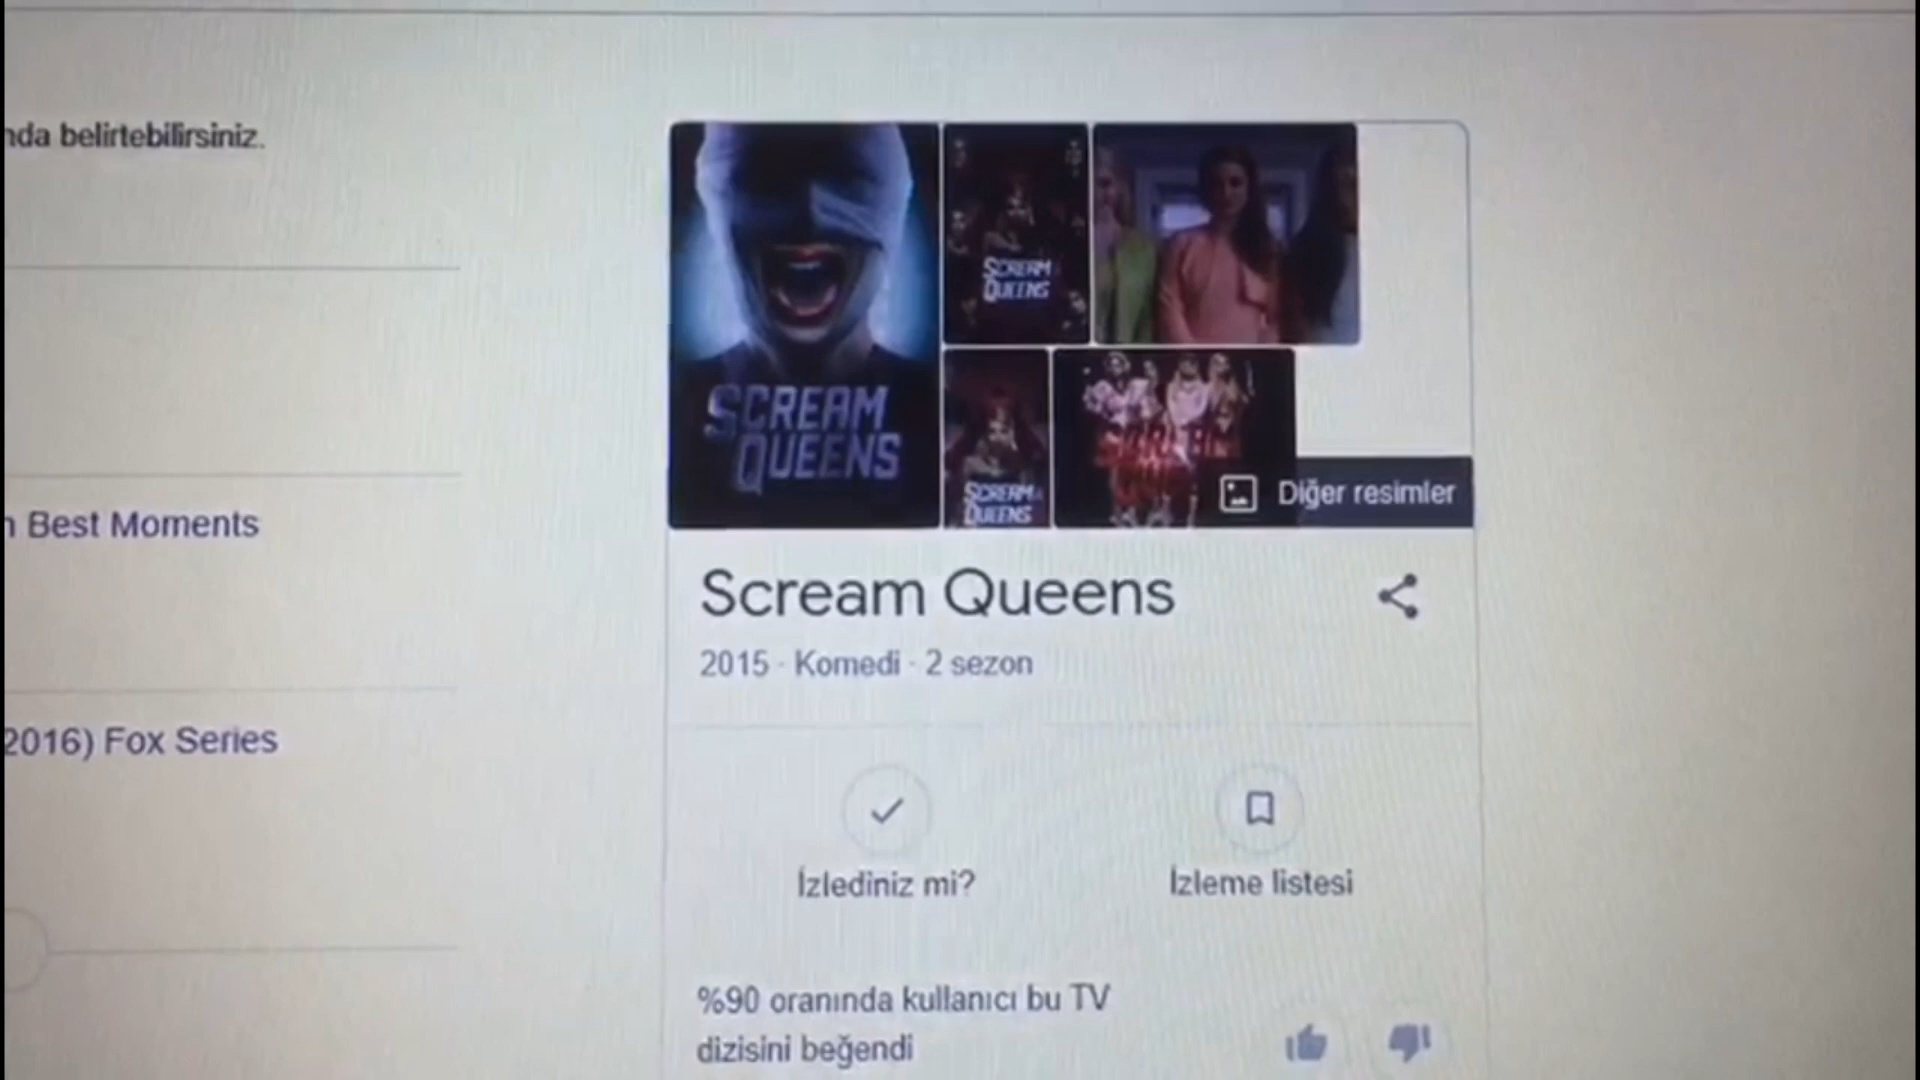 nda belirtebilirsiniz.
n Best Moments
2016) Fox Series
SCREAM
QUEENS
SCREAM
QUEENS
SCREAM
QUEENS
Diğer resimler
Scream Queens
2015 · Komedi · 2 sezon
İzlediniz mi?
İzleme listesi
%90 oranında kullanıcı bu TV
dizisini beğendi